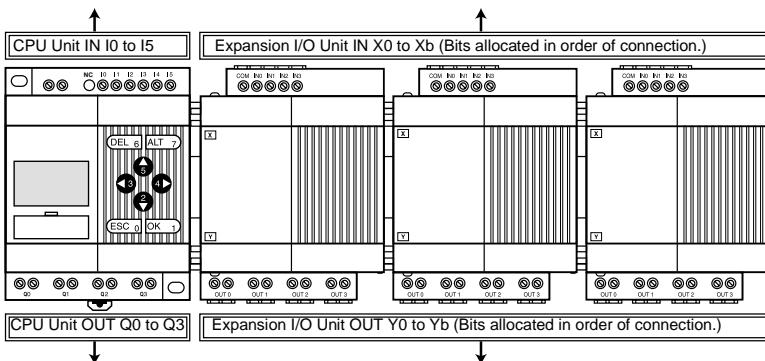 CPU Unit IN I0 to I5
Expansion I/O Unit IN X0 to Xb (Bits allocated in order of connection.)
NC I0 I1 I2 I3 I4 I5
COM IN0 IN1 IN2 IN3
COM IN0 IN1 IN2 IN3
COM IN0 IN1 IN2 IN3
DEL 6 ALT 7
X
X
X
5
3 4
2
ESC 0 OK 1
Y
Y
Y
Q0 Q1 Q2 Q3
OUT 0 OUT 1 OUT 2 OUT 3
OUT 0 OUT 1 OUT 2 OUT 3
OUT 0 OUT 1 OUT 2 OUT 3
CPU Unit OUT Q0 to Q3
Expansion I/O Unit OUT Y0 to Yb (Bits allocated in order of connection.)